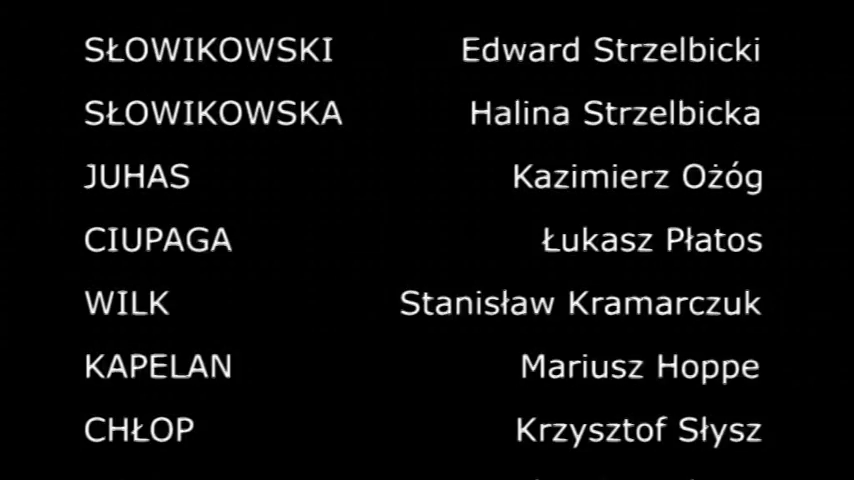 SŁOWIKOWSKI Edward Strzelbicki
SŁOWIKOWSKA Halina Strzelbicka
JUHAS Kazimierz Ożóg
CIUPAGA Łukasz Płatos
WILK Stanisław Kramarczuk
KAPELAN Mariusz Hoppe
CHŁOP Krzysztof Słysz